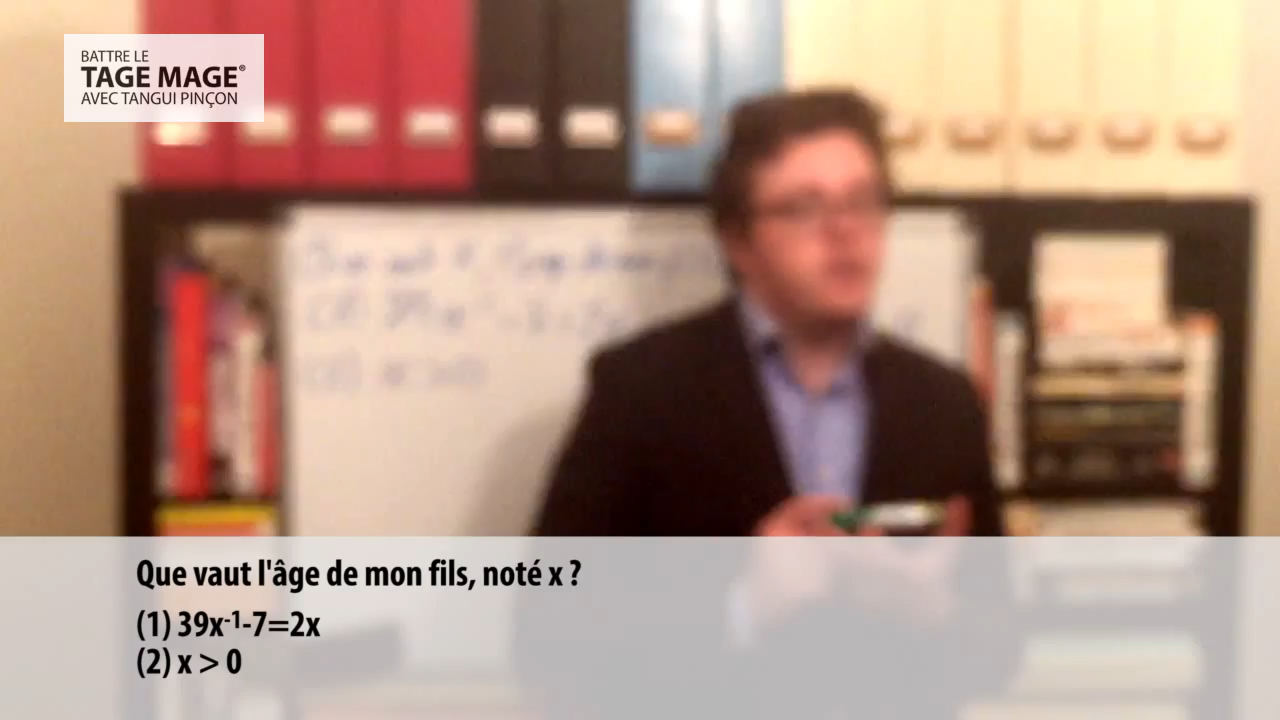 BATTRE LE
TAGE MAGE®
AVEC TANGUI PINÇON
Que vaut l'âge de mon fils, noté x ?
(1) 39x⁻¹-7=2x
(2) x > 0